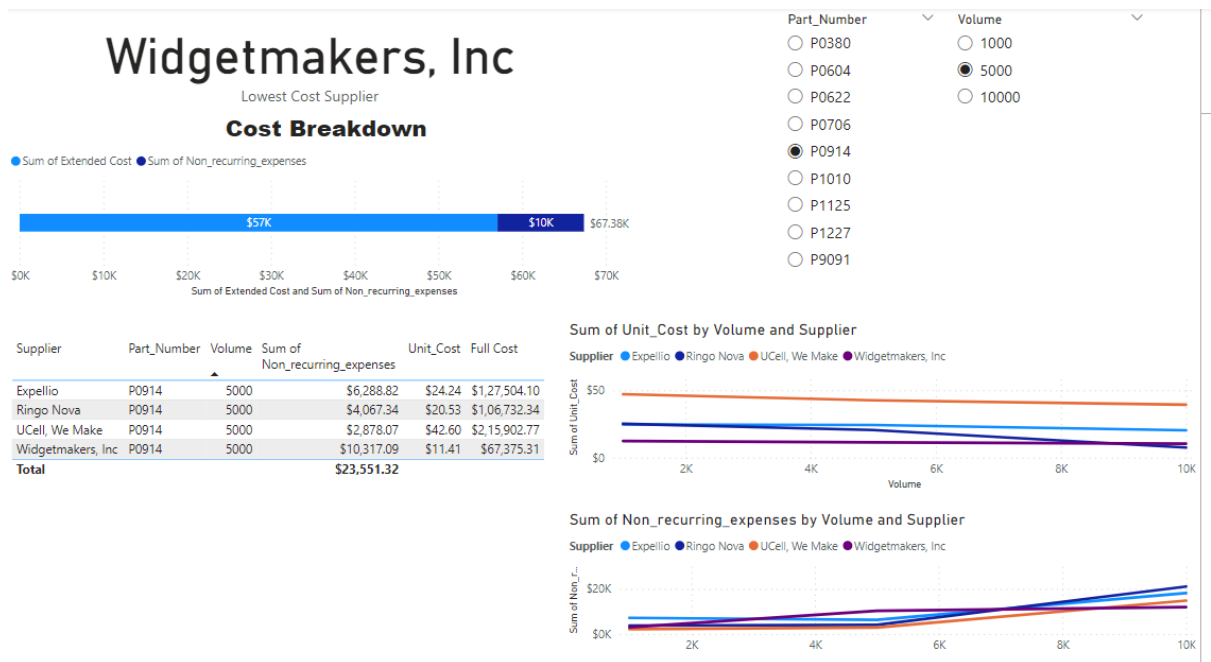 Widgetmakers, Inc
Lowest Cost Supplier
Cost Breakdown
Sum of Extended Cost Sum of Non_recurring_expenses
$57K $10K $67.38K
$0K $10K $20K $30K $40K $50K $60K $70K
Sum of Extended Cost and Sum of Non_recurring_expenses
Part_Number
P0380
P0604
P0622
P0706
P0914
P1010
P1125
P1227
P9091
Volume
1000
5000
10000
Supplier Part_Number Volume Sum of Non_recurring_expenses Unit_Cost Full Cost
Expellio P0914 5000 $6,288.82 $24.24 $1,27,504.10
Ringo Nova P0914 5000 $4,067.34 $20.53 $1,06,732.34
UCell, We Make P0914 5000 $2,878.07 $42.60 $2,15,902.77
Widgetmakers, Inc P0914 5000 $10,317.09 $11.41 $67,375.31
Total $23,551.32
Sum of Unit_Cost by Volume and Supplier
Supplier Expellio Ringo Nova UCell, We Make Widgetmakers, Inc
Sum of Unit_Cost
$50
$0
2K 4K 6K 8K 10K
Volume
Sum of Non_recurring_expenses by Volume and Supplier
Supplier Expellio Ringo Nova UCell, We Make Widgetmakers, Inc
Sum of Non_r...
$20K
$0K
2K 4K 6K 8K 10K